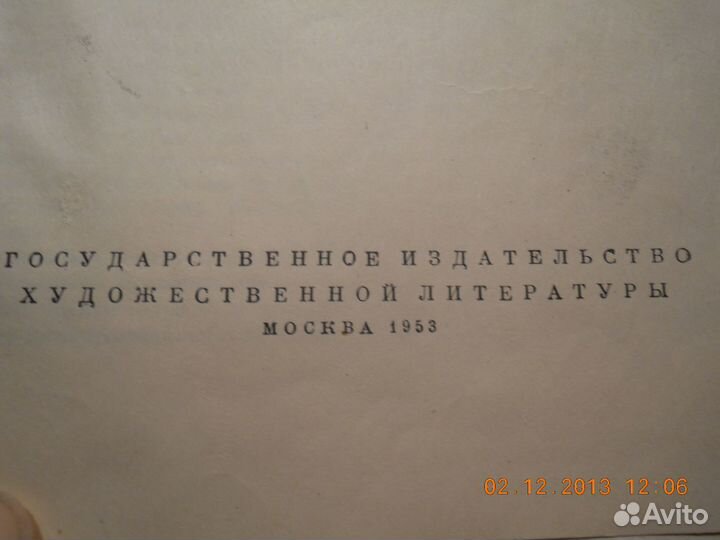 ГОСУДАРСТВЕННОЕ ИЗДАТЕЛЬСТВО
ХУДОЖЕСТВЕННОЙ ЛИТЕРАТУРЫ
МОСКВА 1953
02.12.2013 12:06
Avito